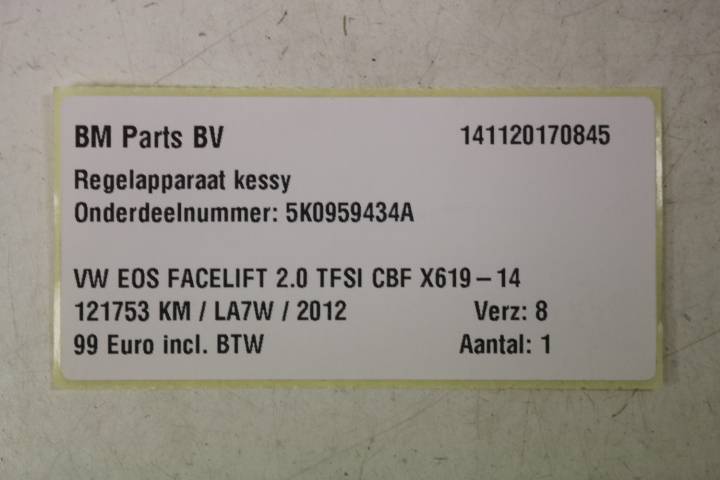 BM Parts BV 141120170845
Regelapparaat kessy
Onderdeelnummer: 5K0959434A
VW EOS FACELIFT 2.0 TFSI CBF X619-14
121753 KM / LA7W / 2012 Verz: 8
99 Euro incl. BTW Aantal: 1